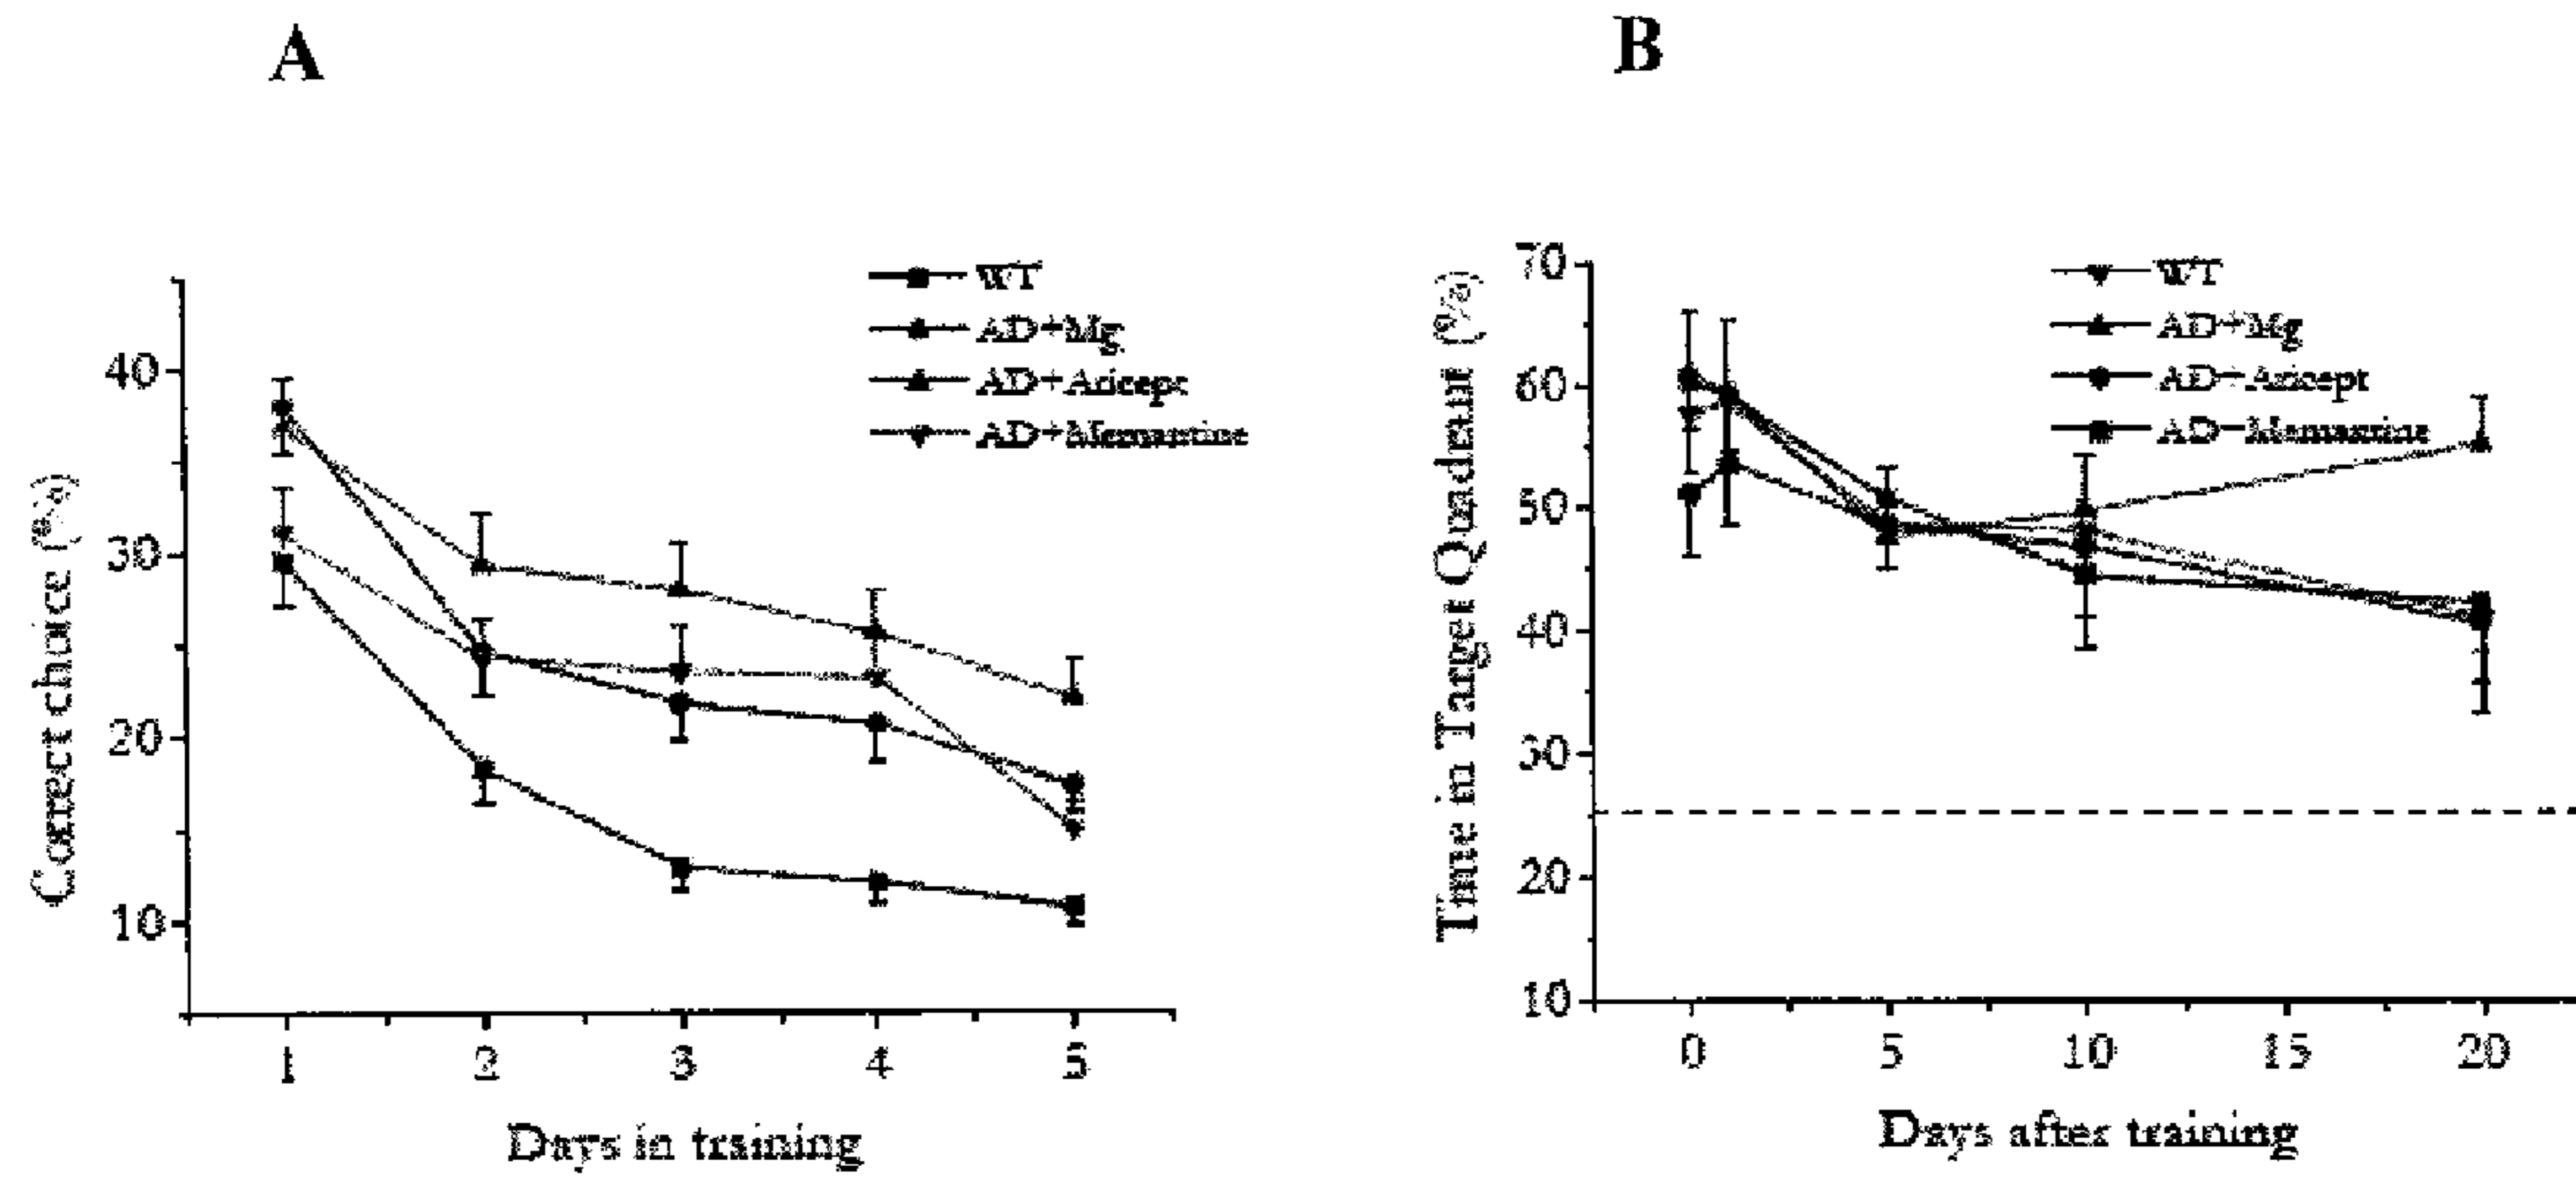 A
B
WT
AD+Mg
AD+Aricept
AD+Memantine
40
30
20
10
Correct choice (%)
1
2
3
4
5
Days in training
WT
AD+Mg
AD+Aricept
AD+Memantine
70
60
50
40
30
20
10
Time in Target Quadrant (%)
0
5
10
15
20
Days after training